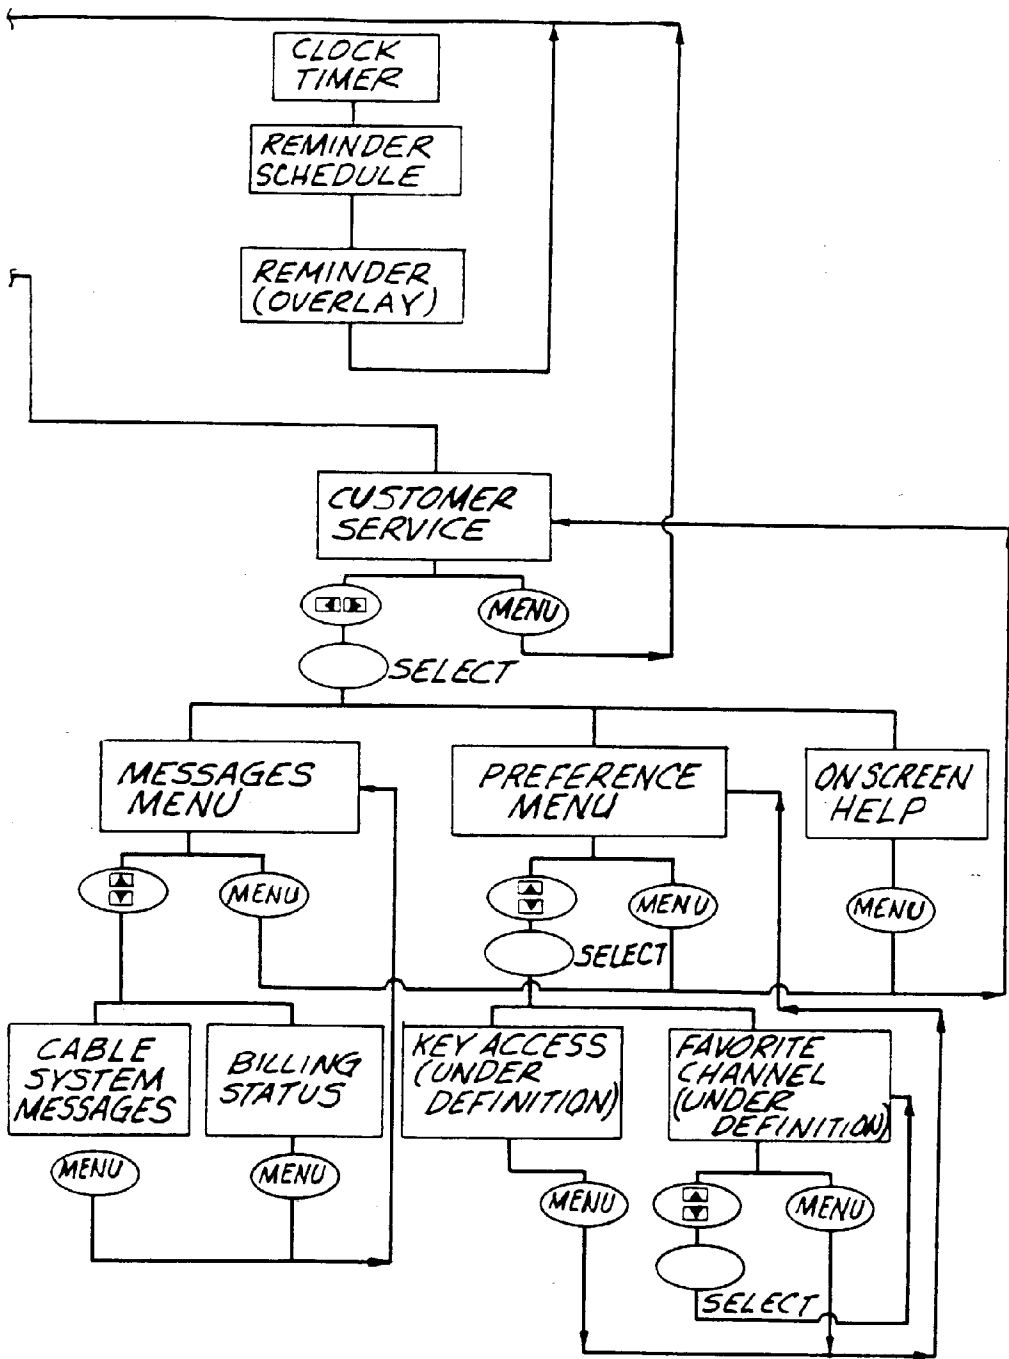 CLOCK
TIMER
REMINDER
SCHEDULE
REMINDER
(OVERLAY)
CUSTOMER
SERVICE
MENU
SELECT
MESSAGES
MENU
PREFERENCE
MENU
ON SCREEN
HELP
MENU
MENU
MENU
SELECT
CABLE
SYSTEM
MESSAGES
BILLING
STATUS
KEY ACCESS
(UNDER
DEFINITION)
FAVORITE
CHANNEL
(UNDER
DEFINITION)
MENU
MENU
MENU
MENU
SELECT